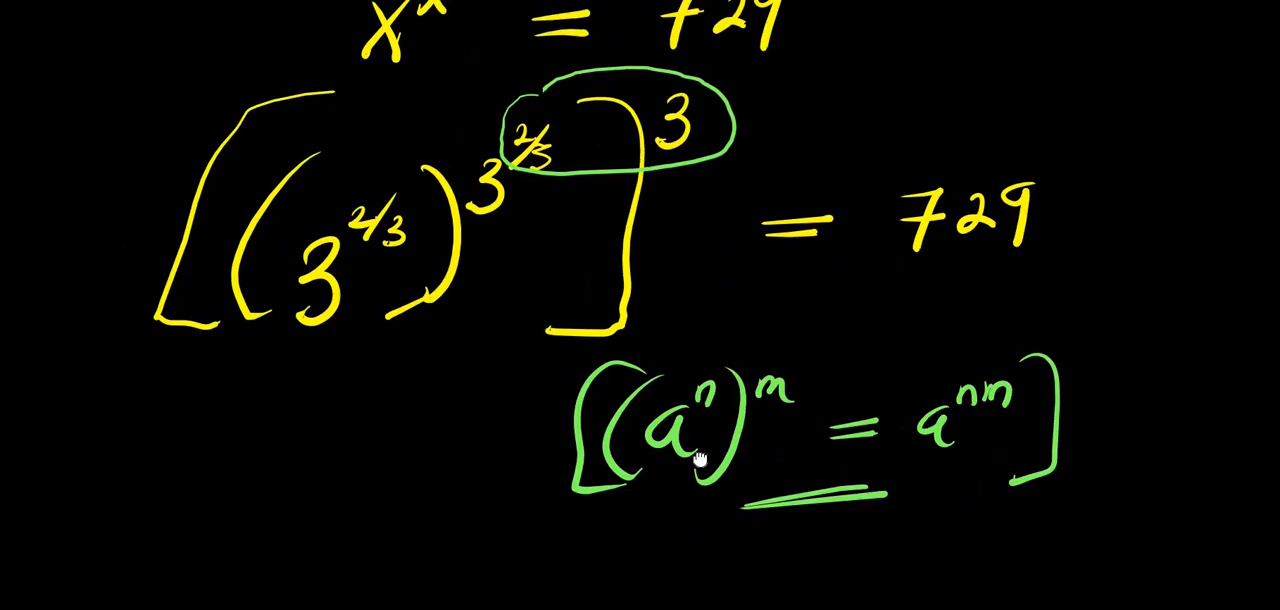 x^x = 729
[(3^{2/3})^{3^{2/3}}]^3 = 729
[(a^n)^m = a^{nm}]